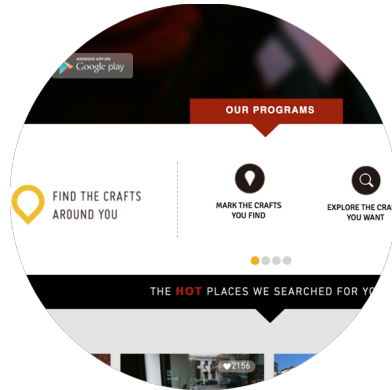 ANDROID APP ON
Google play
OUR PROGRAMS
FIND THE CRAFTS
AROUND YOU
MARK THE CRAFTS
YOU FIND
EXPLORE THE CRA
YOU WANT
THE HOT PLACES WE SEARCHED FOR YO
2156